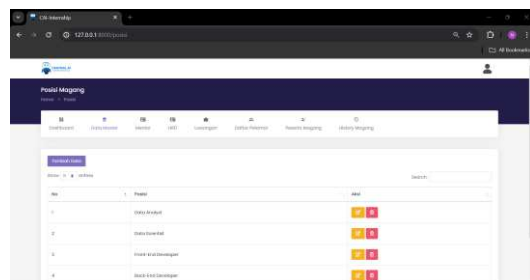 CN-Internship
127.0.0.1:8000/posisi
All Bookmarks
Posisi Magang
Home > Posisi
Dashboard Data Master Mentor HRD Lowongan Daftar Pelamar Peserta Magang History Magang
Tambah Data
Show entries
Search:
No Posisi Aksi
1 Data Analyst
2 Data Scientist
3 Front End Developer
4 Back End Developer